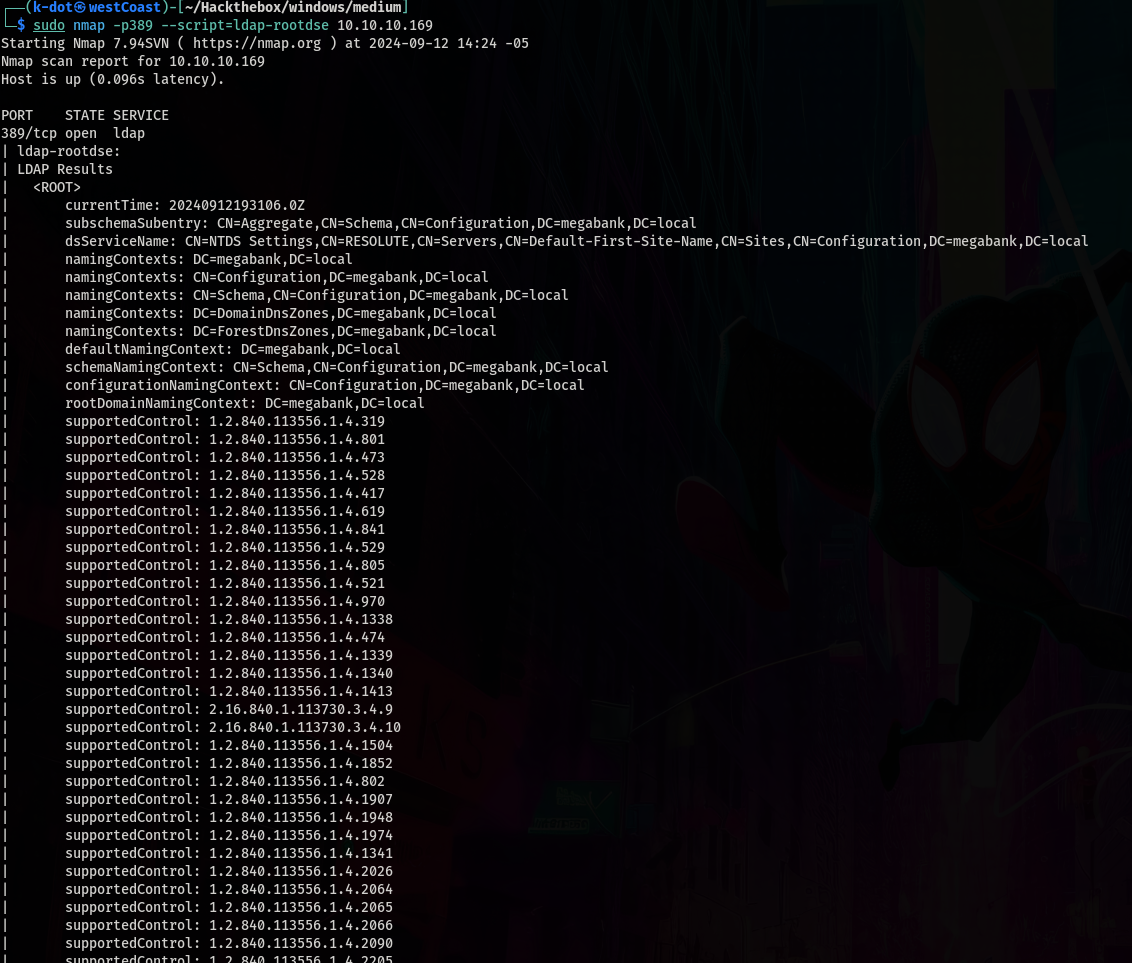 ┌──(k-dot㉿westCoast)-[~/Hackthebox/windows/medium]
└─$ sudo nmap -p389 --script=ldap-rootdse 10.10.10.169
Starting Nmap 7.94SVN ( https://nmap.org ) at 2024-09-12 14:24 -05
Nmap scan report for 10.10.10.169
Host is up (0.096s latency).
PORT    STATE SERVICE
389/tcp open  ldap
| ldap-rootdse:
| LDAP Results
|   <ROOT>
|       currentTime: 20240912193106.0Z
|       subschemaSubentry: CN=Aggregate,CN=Schema,CN=Configuration,DC=megabank,DC=local
|       dsServiceName: CN=NTDS Settings,CN=RESOLUTE,CN=Servers,CN=Default-First-Site-Name,CN=Sites,CN=Configuration,DC=megabank,DC=local
|       namingContexts: DC=megabank,DC=local
|       namingContexts: CN=Configuration,DC=megabank,DC=local
|       namingContexts: CN=Schema,CN=Configuration,DC=megabank,DC=local
|       namingContexts: DC=DomainDnsZones,DC=megabank,DC=local
|       namingContexts: DC=ForestDnsZones,DC=megabank,DC=local
|       defaultNamingContext: DC=megabank,DC=local
|       schemaNamingContext: CN=Schema,CN=Configuration,DC=megabank,DC=local
|       configurationNamingContext: CN=Configuration,DC=megabank,DC=local
|       rootDomainNamingContext: DC=megabank,DC=local
|       supportedControl: 1.2.840.113556.1.4.319
|       supportedControl: 1.2.840.113556.1.4.801
|       supportedControl: 1.2.840.113556.1.4.473
|       supportedControl: 1.2.840.113556.1.4.528
|       supportedControl: 1.2.840.113556.1.4.417
|       supportedControl: 1.2.840.113556.1.4.619
|       supportedControl: 1.2.840.113556.1.4.841
|       supportedControl: 1.2.840.113556.1.4.529
|       supportedControl: 1.2.840.113556.1.4.805
|       supportedControl: 1.2.840.113556.1.4.521
|       supportedControl: 1.2.840.113556.1.4.970
|       supportedControl: 1.2.840.113556.1.4.1338
|       supportedControl: 1.2.840.113556.1.4.474
|       supportedControl: 1.2.840.113556.1.4.1339
|       supportedControl: 1.2.840.113556.1.4.1340
|       supportedControl: 1.2.840.113556.1.4.1413
|       supportedControl: 2.16.840.1.113730.3.4.9
|       supportedControl: 2.16.840.1.113730.3.4.10
|       supportedControl: 1.2.840.113556.1.4.1504
|       supportedControl: 1.2.840.113556.1.4.1852
|       supportedControl: 1.2.840.113556.1.4.802
|       supportedControl: 1.2.840.113556.1.4.1907
|       supportedControl: 1.2.840.113556.1.4.1948
|       supportedControl: 1.2.840.113556.1.4.1974
|       supportedControl: 1.2.840.113556.1.4.1341
|       supportedControl: 1.2.840.113556.1.4.2026
|       supportedControl: 1.2.840.113556.1.4.2064
|       supportedControl: 1.2.840.113556.1.4.2065
|       supportedControl: 1.2.840.113556.1.4.2066
|       supportedControl: 1.2.840.113556.1.4.2090
|       supportedControl: 1.2.840.113556.1.4.2205